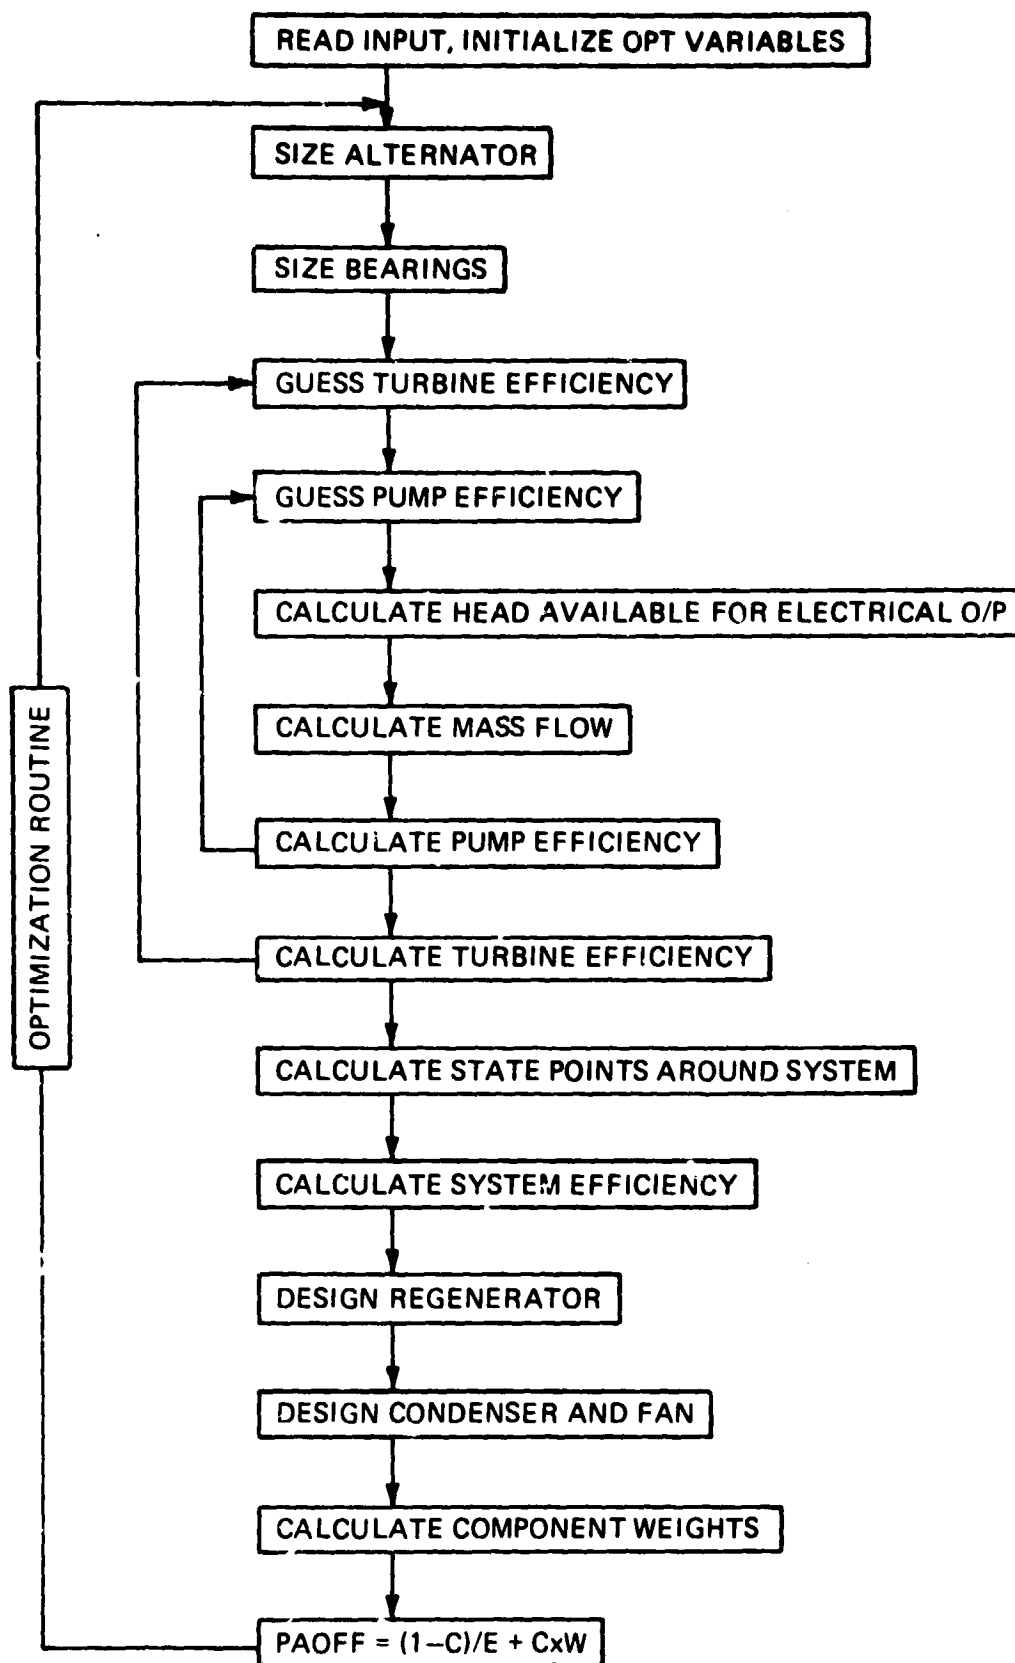 READ INPUT, INITIALIZE OPT VARIABLES
SIZE ALTERNATOR
SIZE BEARINGS
GUESS TURBINE EFFICIENCY
GUESS PUMP EFFICIENCY
CALCULATE HEAD AVAILABLE FOR ELECTRICAL O/P
CALCULATE MASS FLOW
CALCULATE PUMP EFFICIENCY
CALCULATE TURBINE EFFICIENCY
CALCULATE STATE POINTS AROUND SYSTEM
CALCULATE SYSTEM EFFICIENCY
DESIGN REGENERATOR
DESIGN CONDENSER AND FAN
CALCULATE COMPONENT WEIGHTS
PAOFF = (1-C)/E + CxW
OPTIMIZATION ROUTINE